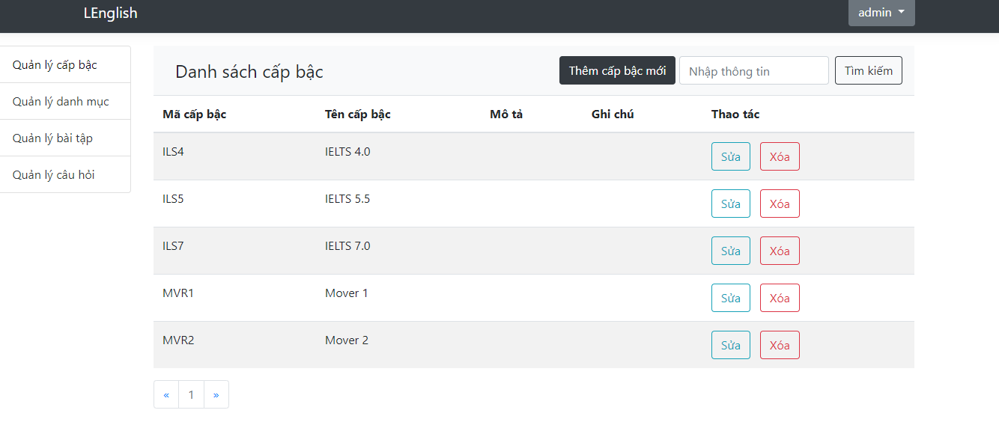 LEnglish
admin
Quản lý cấp bậc
Quản lý danh mục
Quản lý bài tập
Quản lý câu hỏi
Danh sách cấp bậc
Thêm cấp bậc mới
Nhập thông tin
Tìm kiếm
Mã cấp bậc Tên cấp bậc Mô tả Ghi chú Thao tác
ILS4 IELTS 4.0 Sửa Xóa
ILS5 IELTS 5.5 Sửa Xóa
ILS7 IELTS 7.0 Sửa Xóa
MVR1 Mover 1 Sửa Xóa
MVR2 Mover 2 Sửa Xóa
« 1 »